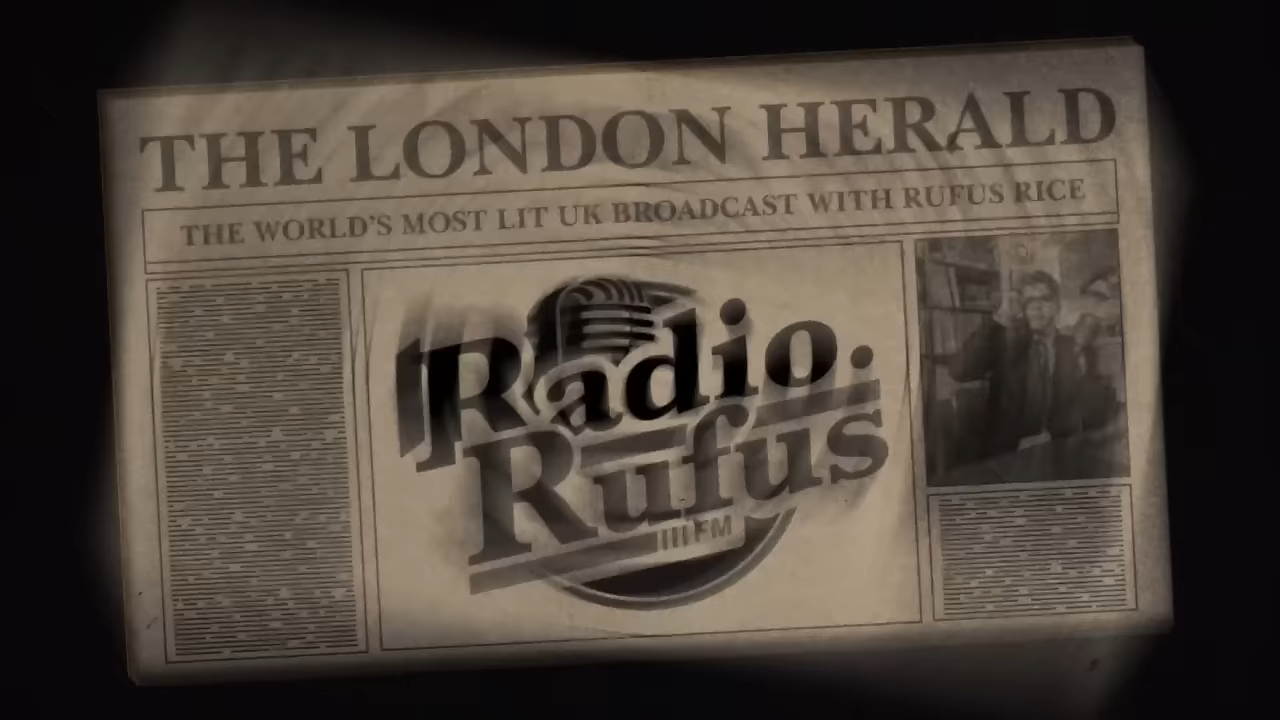 THE LONDON HERALD
THE WORLD'S MOST LIT UK BROADCAST WITH RUFUS RICE
Radio.
Rufus
FM